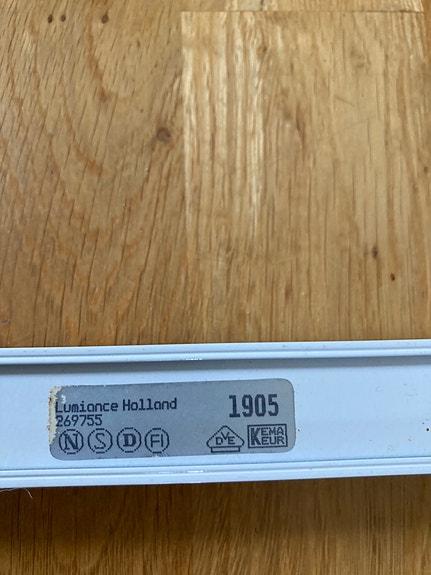 Lumiance Holland 1905
269755
N S D FI DVE KEMA KEUR